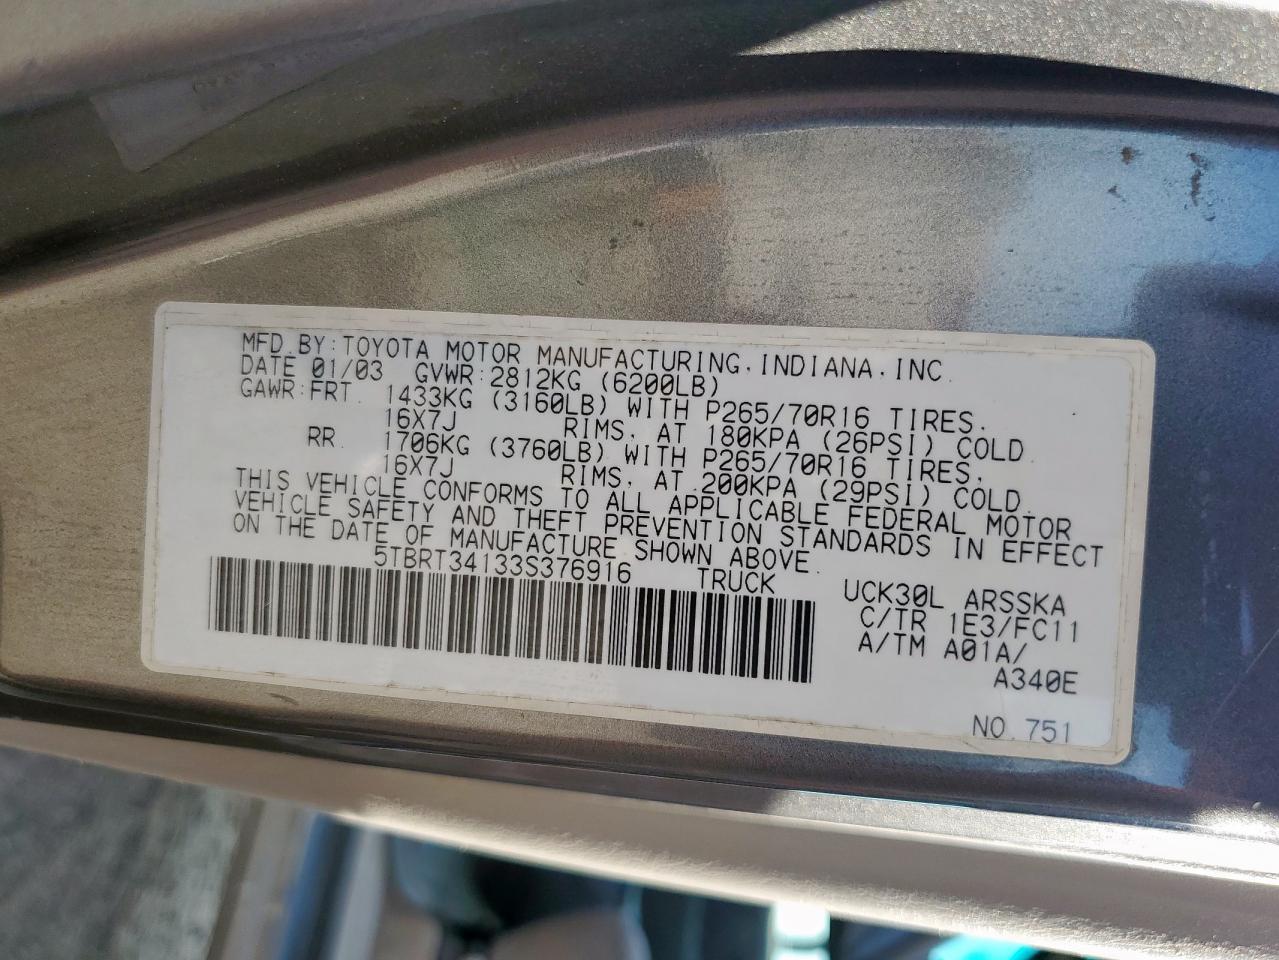 MFD.BY:TOYOTA MOTOR MANUFACTURING.INDIANA.INC.
DATE 01/03 GVWR:2812KG (6200LB)
GAWR:FRT. 1433KG (3160LB) WITH P265/70R16 TIRES.
16X7J RIMS. AT 180KPA (26PSI) COLD.
RR. 1706KG (3760LB) WITH P265/70R16 TIRES.
16X7J RIMS. AT 200KPA (29PSI) COLD.
THIS VEHICLE CONFORMS TO ALL APPLICABLE FEDERAL MOTOR
VEHICLE SAFETY AND THEFT PREVENTION STANDARDS IN EFFECT
ON THE DATE OF MANUFACTURE SHOWN ABOVE.
5TBRT34133S376916 TRUCK
UCK30L ARSSKA
C/TR 1E3/FC11
A/TM A01A/
A340E
NO.751